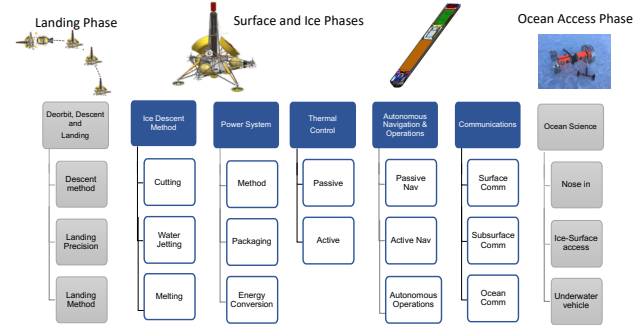 Landing Phase
Surface and Ice Phases
Ocean Access Phase
Deorbit, Descent
and
Landing
Descent
method
Landing
Precision
Landing
Method
Ice Descent
Method
Cutting
Water
Jetting
Melting
Power System
Method
Packaging
Energy
Conversion
Thermal
Control
Passive
Active
Autonomous
Navigation &
Operations
Passive
Nav
Active Nav
Autonomous
Operations
Communications
Surface
Comm
Subsurface
Comm
Ocean
Comm
Ocean Science
Nose in
Ice-Surface
access
Underwater
vehicle